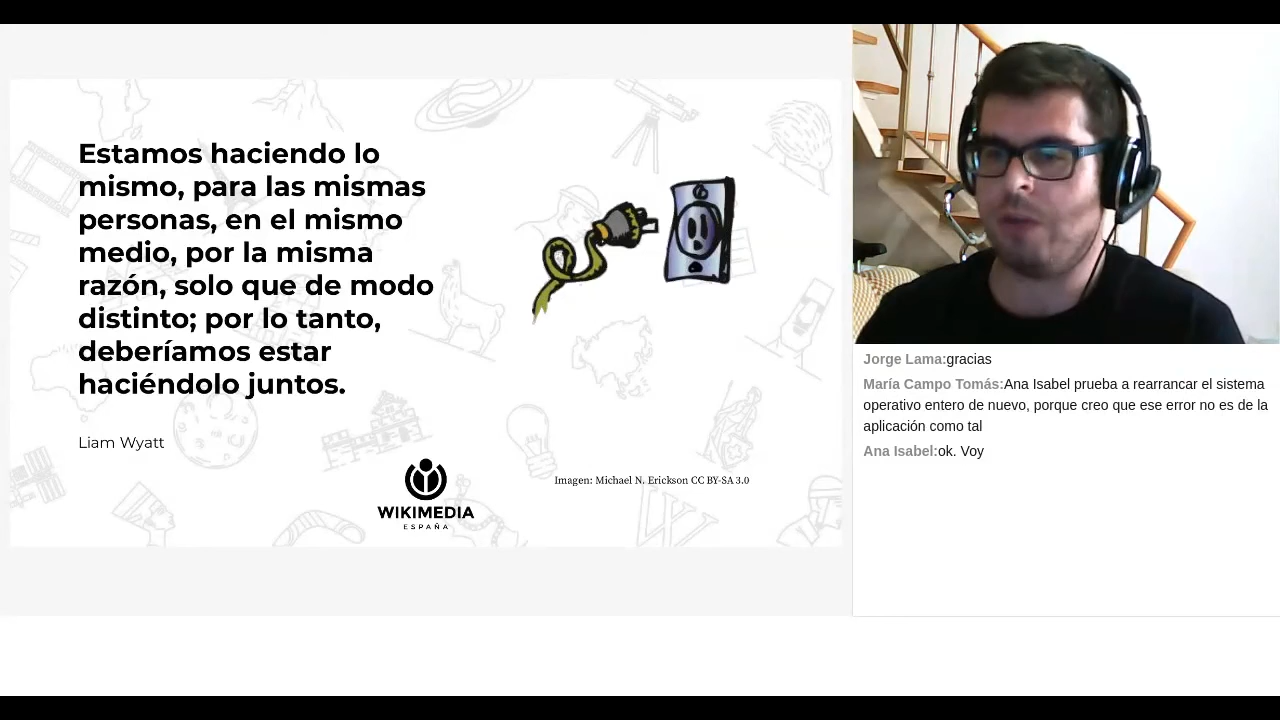 Estamos haciendo lo
mismo, para las mismas
personas, en el mismo
medio, por la misma
razón, solo que de modo
distinto; por lo tanto,
deberíamos estar
haciéndolo juntos.
Liam Wyatt
WIKIMEDIA
ESPAÑA
Imagen: Michael N. Erickson CC BY-SA 3.0
Jorge Lama:gracias
María Campo Tomás:Ana Isabel prueba a rearrancar el sistema
operativo entero de nuevo, porque creo que ese error no es de la
aplicación como tal
Ana Isabel:ok. Voy